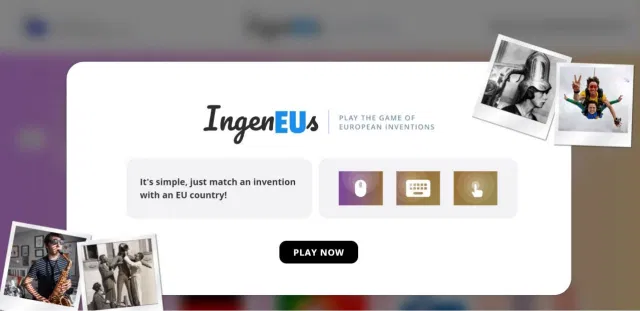 IngenEUs
PLAY THE GAME OF
EUROPEAN INVENTIONS
It's simple, just match an invention
with an EU country!
PLAY NOW